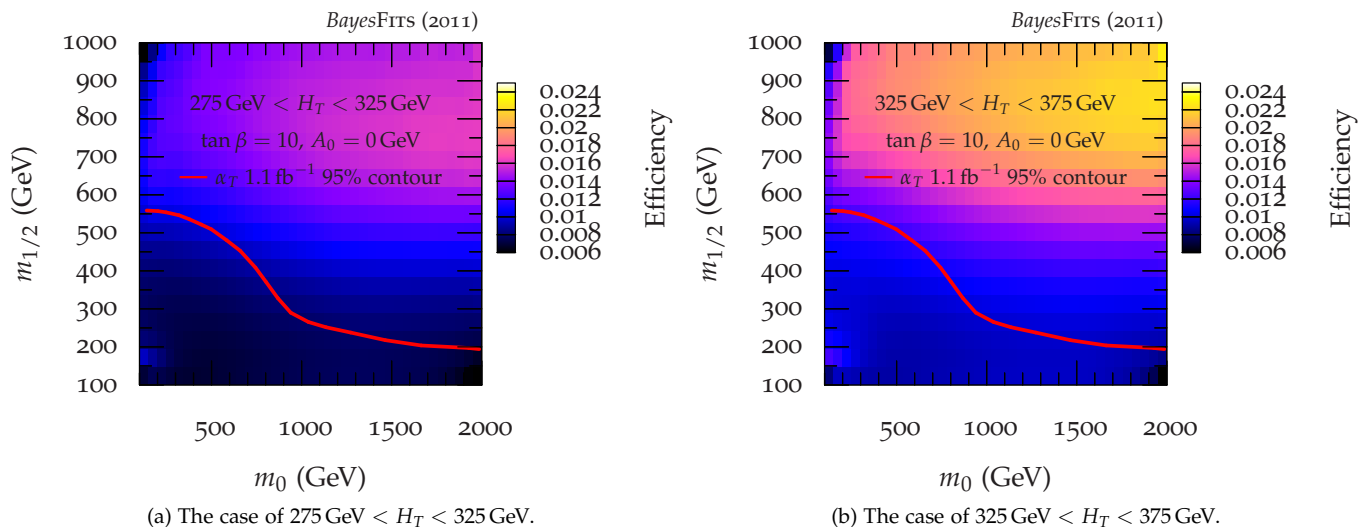 BayesFITS (2011)
1000
900
800
700
600
500
400
300
200
100
m1/2 (GeV)
275 GeV < HT < 325 GeV
tan β = 10, A0 = 0 GeV
αT 1.1 fb−1 95% contour
0.024
0.022
0.02
0.018
0.016
0.014
0.012
0.01
0.008
0.006
Efficiency
500 1000 1500 2000
m0 (GeV)
(a) The case of 275 GeV < HT < 325 GeV.
BayesFITS (2011)
1000
900
800
700
600
500
400
300
200
100
m1/2 (GeV)
325 GeV < HT < 375 GeV
tan β = 10, A0 = 0 GeV
αT 1.1 fb−1 95% contour
0.024
0.022
0.02
0.018
0.016
0.014
0.012
0.01
0.008
0.006
Efficiency
500 1000 1500 2000
m0 (GeV)
(b) The case of 325 GeV < HT < 375 GeV.